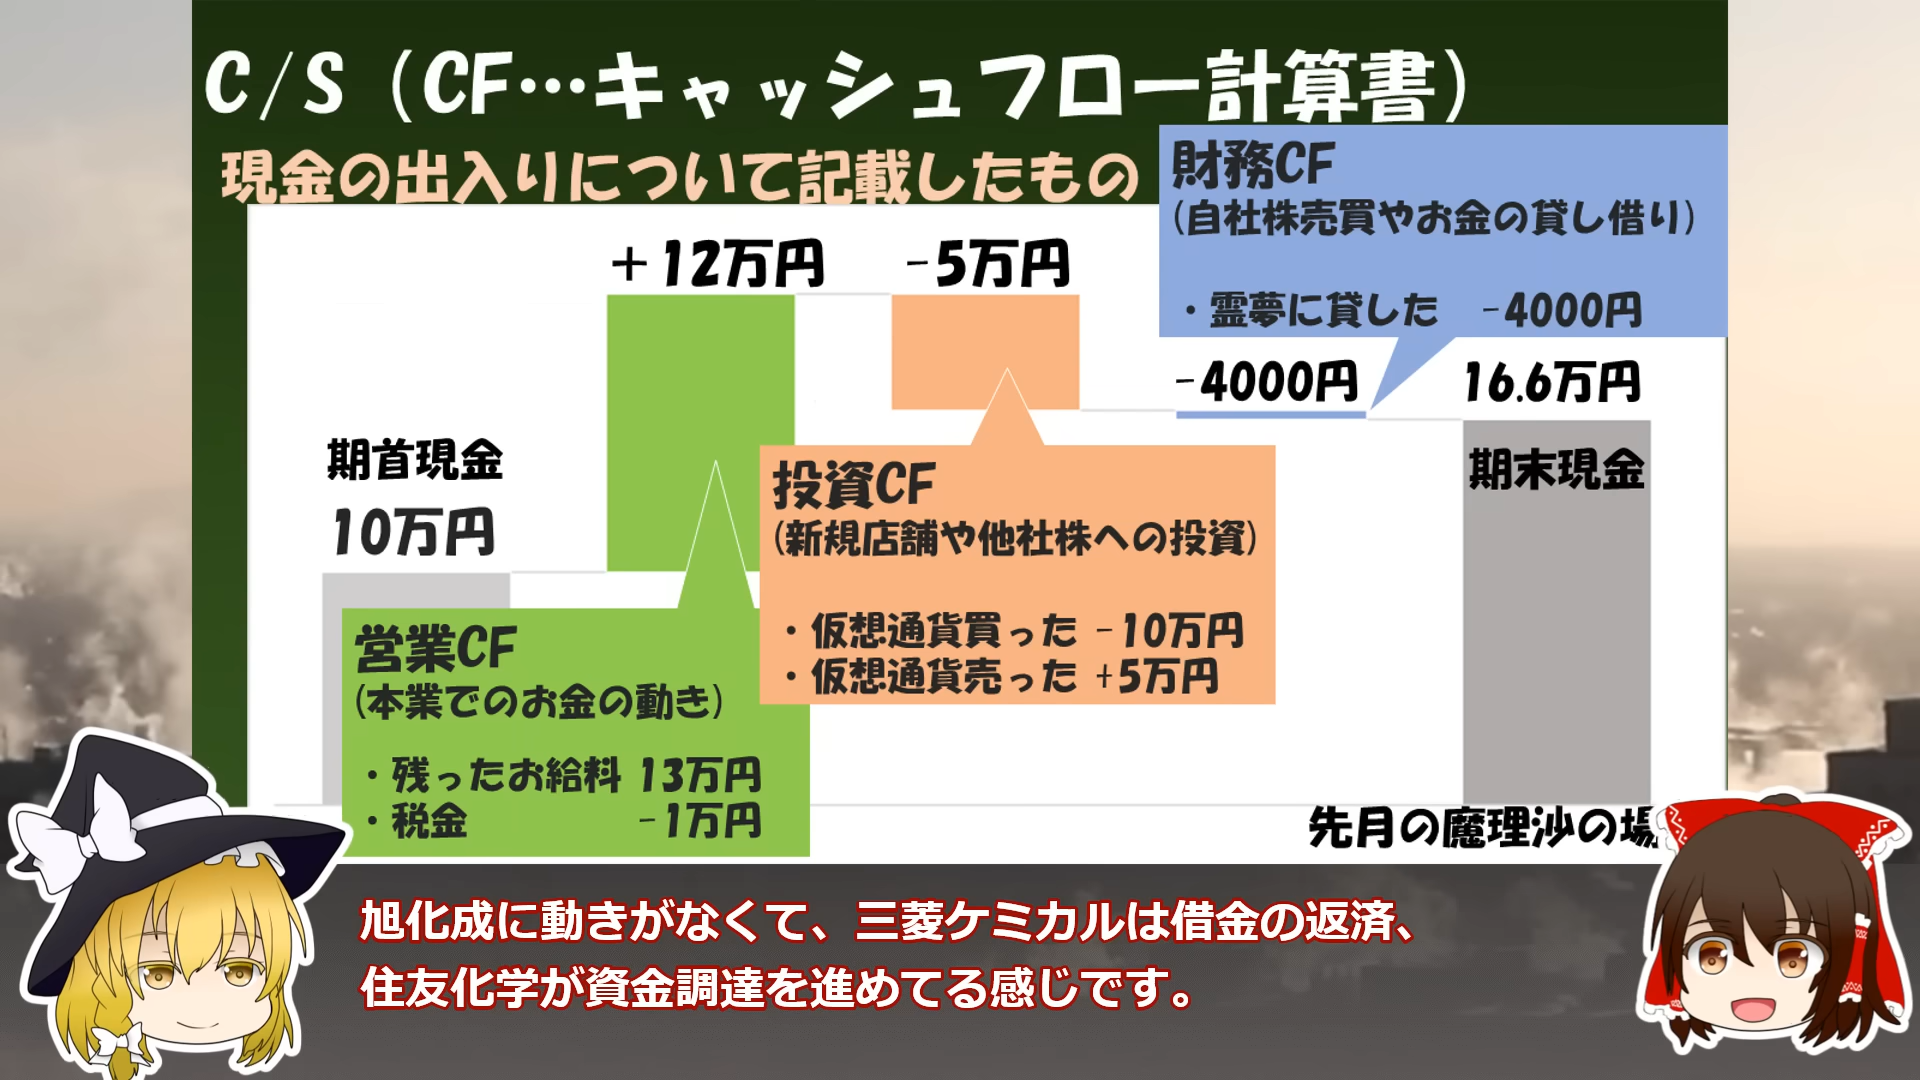 C/S（CF…キャッシュフロー計算書）
現金の出入りについて記載したもの
財務CF
（自社株売買やお金の貸し借り）
・霊夢に貸した -4000円
+12万円
-5万円
-4000円
16.6万円
期首現金
10万円
期末現金
投資CF
（新規店舗や他社株への投資）
・仮想通貨買った -10万円
・仮想通貨売った +5万円
営業CF
（本業でのお金の動き）
・残ったお給料 13万円
・税金 -1万円
先月の魔理沙の場
旭化成に動きがなくて、三菱ケミカルは借金の返済、
住友化学が資金調達を進めてる感じです。